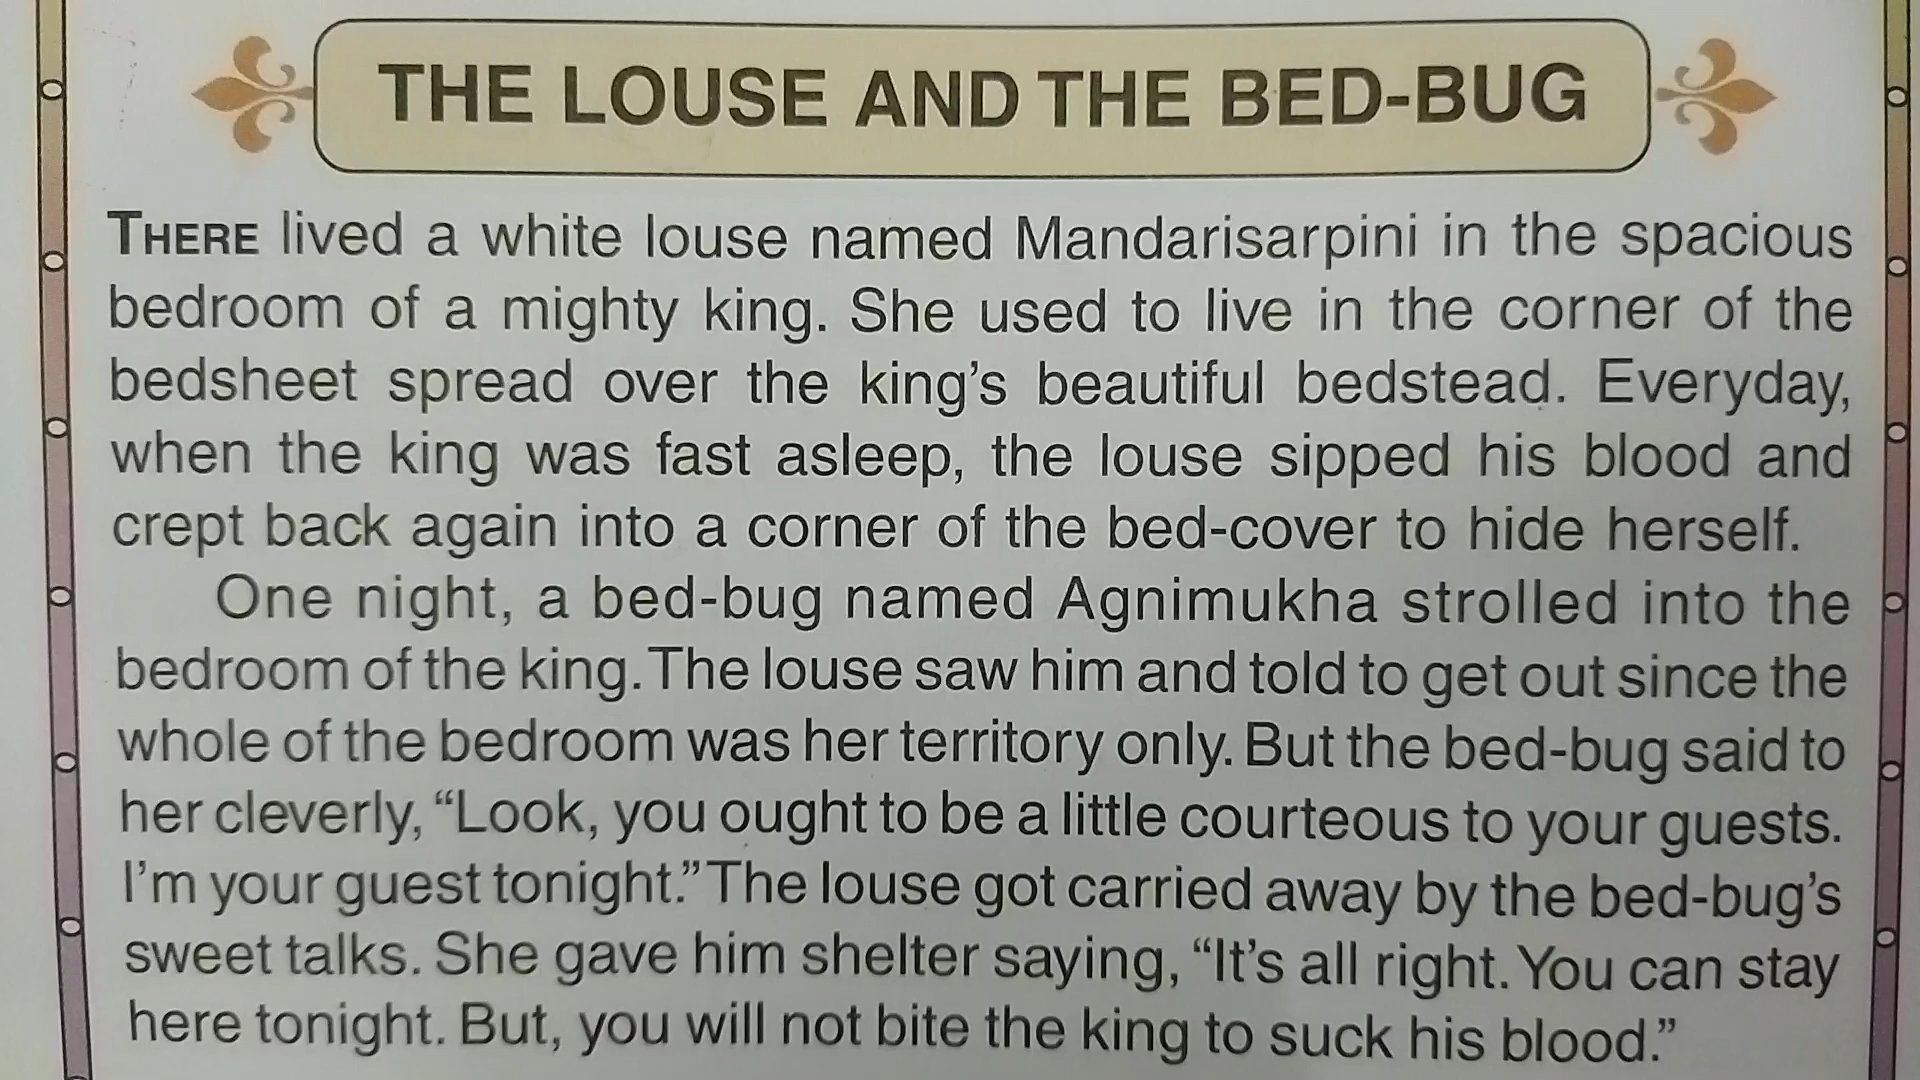 THE LOUSE AND THE BED-BUG
THERE lived a white louse named Mandarisarpini in the spacious
bedroom of a mighty king. She used to live in the corner of the
bedsheet spread over the king's beautiful bedstead. Everyday,
when the king was fast asleep, the louse sipped his blood and
crept back again into a corner of the bed-cover to hide herself.
One night, a bed-bug named Agnimukha strolled into the
bedroom of the king. The louse saw him and told to get out since the
whole of the bedroom was her territory only. But the bed-bug said to
her cleverly, “Look, you ought to be a little courteous to your guests.
I'm your guest tonight.” The louse got carried away by the bed-bug's
sweet talks. She gave him shelter saying, “It's all right. You can stay
here tonight. But, you will not bite the king to suck his blood.”